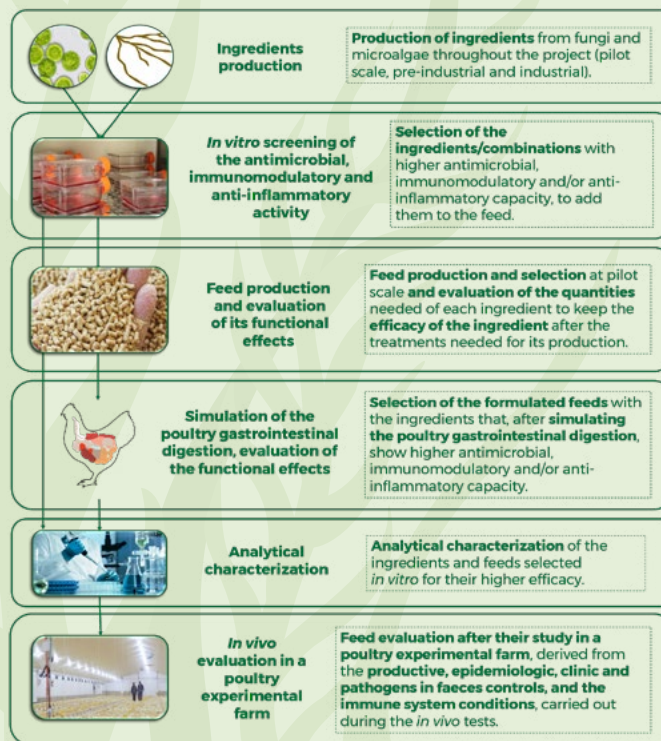 Ingredients
production
Production of ingredients from fungi and
microalgae throughout the project (pilot
scale, pre-industrial and industrial).
In vitro screening of
the antimicrobial,
immunomodulatory and
anti-inflammatory
activity
Selection of the
ingredients/combinations with
higher antimicrobial,
immunomodulatory and/or anti-
inflammatory capacity, to add
them to the feed.
Feed production
and evaluation
of its functional
effects
Feed production and selection at pilot
scale and evaluation of the quantities
needed of each ingredient to keep the
efficacy of the ingredient after the
treatments needed for its production.
Simulation of the
poultry gastrointestinal
digestion, evaluation
of the functional effects
Selection of the formulated feeds with
the ingredients that, after simulating
the poultry gastrointestinal digestion,
show higher antimicrobial,
immunomodulatory and/or anti-
inflammatory capacity.
Analytical
characterization
Analytical characterization of the
ingredients and feeds selected
in vitro for their higher efficacy.
In vivo
evaluation in a
poultry
experimental
farm
Feed evaluation after their study in a
poultry experimental farm, derived from
the productive, epidemiologic, clinic and
pathogens in faeces controls, and the
immune system conditions, carried out
during the in vivo tests.